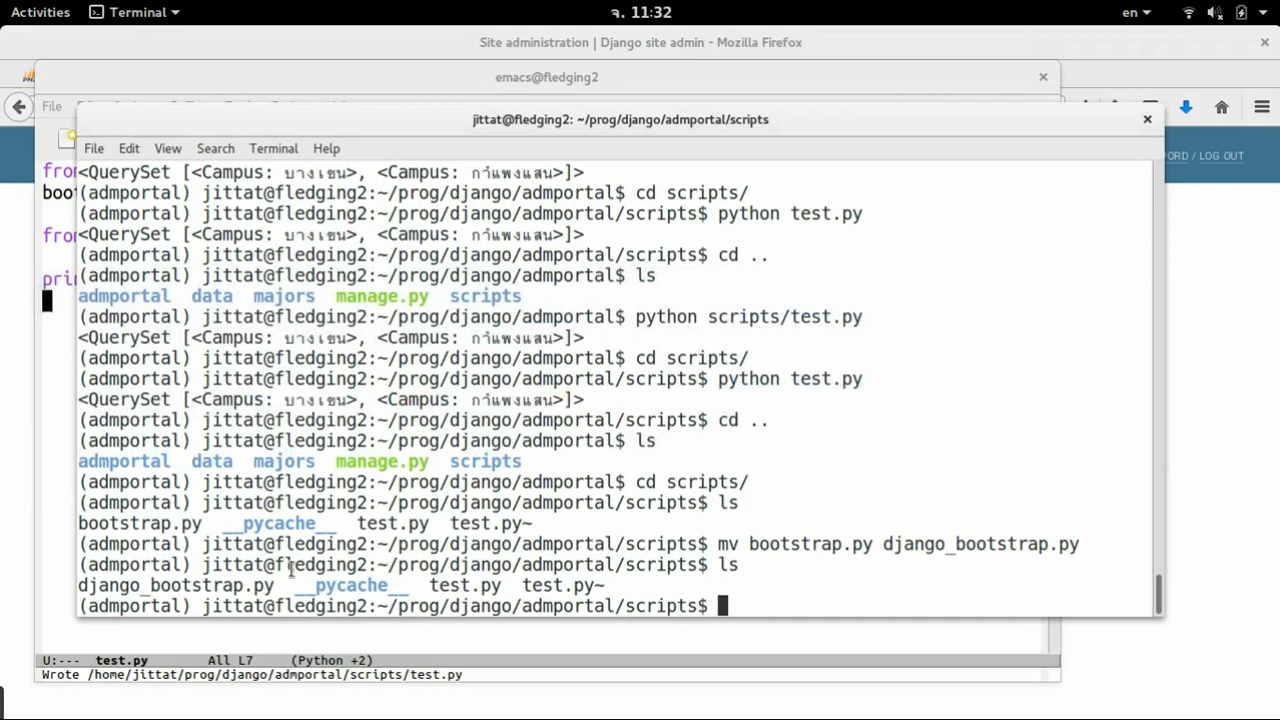 Activities Terminal จ. 11:32 en
Site administration | Django site admin - Mozilla Firefox
emacs@fledging2
File
jittat@fledging2: ~/prog/django/admportal/scripts
File Edit View Search Terminal Help
WORD / LOG OUT
<QuerySet [<Campus: บางเขน>, <Campus: กำแพงแสน>]>
(admportal) jittat@fledging2:~/prog/django/admportal$ cd scripts/
(admportal) jittat@fledging2:~/prog/django/admportal/scripts$ python test.py
<QuerySet [<Campus: บางเขน>, <Campus: กำแพงแสน>]>
(admportal) jittat@fledging2:~/prog/django/admportal/scripts$ cd ..
(admportal) jittat@fledging2:~/prog/django/admportal$ ls
admportal data majors manage.py scripts
(admportal) jittat@fledging2:~/prog/django/admportal$ python scripts/test.py
<QuerySet [<Campus: บางเขน>, <Campus: กำแพงแสน>]>
(admportal) jittat@fledging2:~/prog/django/admportal$ cd scripts/
(admportal) jittat@fledging2:~/prog/django/admportal/scripts$ python test.py
<QuerySet [<Campus: บางเขน>, <Campus: กำแพงแสน>]>
(admportal) jittat@fledging2:~/prog/django/admportal/scripts$ cd ..
(admportal) jittat@fledging2:~/prog/django/admportal$ ls
admportal data majors manage.py scripts
(admportal) jittat@fledging2:~/prog/django/admportal$ cd scripts/
(admportal) jittat@fledging2:~/prog/django/admportal/scripts$ ls
bootstrap.py __pycache__ test.py test.py~
(admportal) jittat@fledging2:~/prog/django/admportal/scripts$ mv bootstrap.py django_bootstrap.py
(admportal) jittat@fledging2:~/prog/django/admportal/scripts$ ls
django_bootstrap.py __pycache__ test.py test.py~
(admportal) jittat@fledging2:~/prog/django/admportal/scripts$
U:--- test.py All L7 (Python +2)
Wrote /home/jittat/prog/django/admportal/scripts/test.py